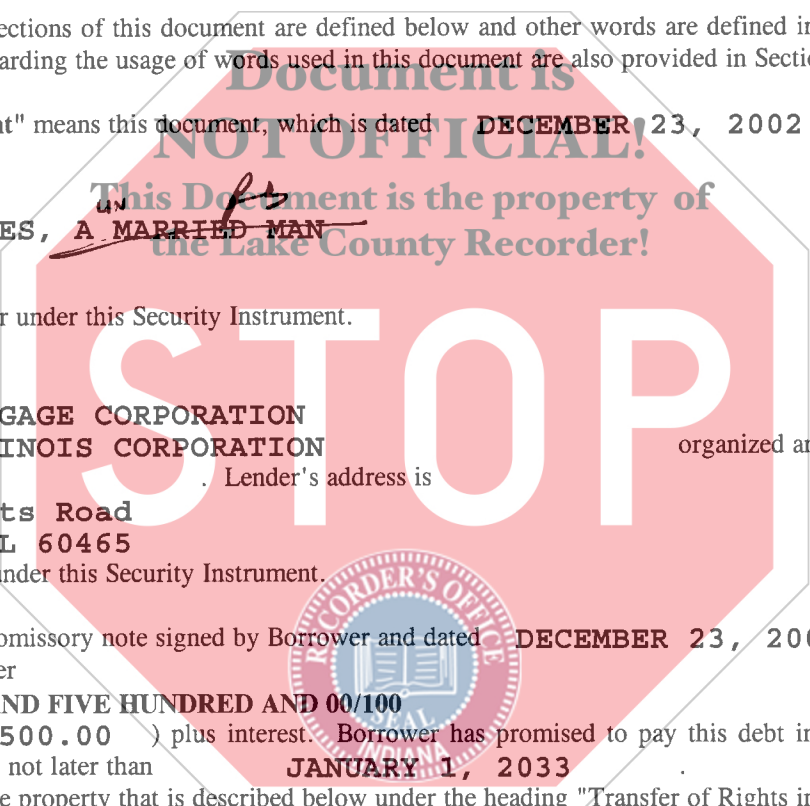 ections of this document are defined below and other words are defined in
arding the usage of words used in this document are also provided in Secti
Document is
t" means this document, which is dated DECEMBER 23, 2002
NOT OFFICIAL!
This Document is the property of
un
ES, A MARRIED MAN
the Lake County Recorder!
r under this Security Instrument.
STOP
GAGE CORPORATION
INOIS CORPORATION organized a
. Lender's address is
ts Road
L 60465
under this Security Instrument.
RECORDER'S OFFICE
omissory note signed by Borrower and dated DECEMBER 23, 200
er
ND FIVE HUNDRED AND 00/100
SEAL
500.00 ) plus interest. Borrower has promised to pay this debt in
INDIANA
not later than JANUARY 1, 2033 .
e property that is described below under the heading "Transfer of Rights in